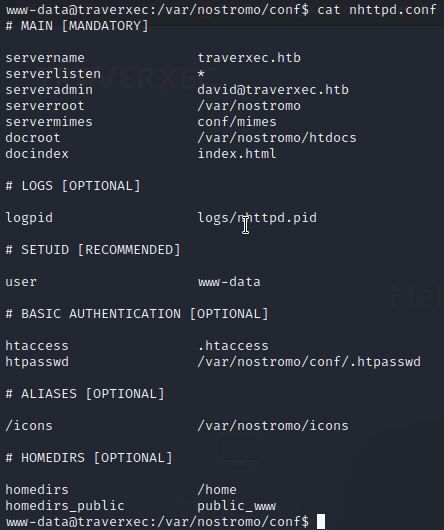 www-data@traverxec:/var/nostromo/conf$ cat nhttpd.conf
# MAIN [MANDATORY]
servername traverxec.htb
serverlisten *
serveradmin david@traverxec.htb
serverroot /var/nostromo
servermimes conf/mimes
docroot /var/nostromo/htdocs
docindex index.html
# LOGS [OPTIONAL]
logpid logs/nhttpd.pid
# SETUID [RECOMMENDED]
user www-data
# BASIC AUTHENTICATION [OPTIONAL]
htaccess .htaccess
htpasswd /var/nostromo/conf/.htpasswd
# ALIASES [OPTIONAL]
/icons /var/nostromo/icons
# HOMEDIRS [OPTIONAL]
homedirs /home
homedirs_public public_www
www-data@traverxec:/var/nostromo/conf$